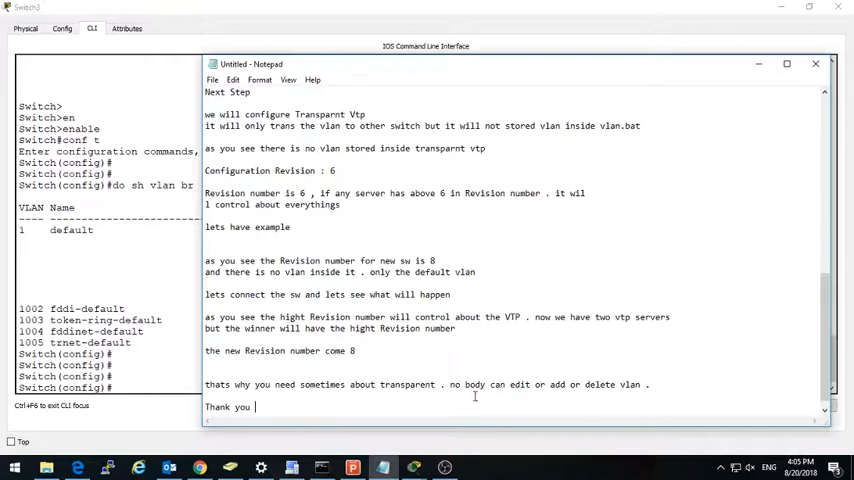 Switch3
Physical Config CLI Attributes
IOS Command Line Interface
Switch>
Switch>en
Switch>enable
Switch#conf t
Enter configuration commands,
Switch(config)#
Switch(config)#
Switch(config)#do sh vlan br
VLAN Name
---- --------------------
1    default
1002 fddi-default
1003 token-ring-default
1004 fddinet-default
1005 trnet-default
Switch(config)#
Switch(config)#
Switch(config)#
Switch(config)#
Ctrl+F6 to exit CLI focus
Top
Untitled - Notepad
File Edit Format View Help
Next Step
we will configure Transparnt Vtp
it will only trans the vlan to other switch but it will not stored vlan inside vlan.bat
as you see there is no vlan stored inside transparnt vtp
Configuration Revision : 6
Revision number is 6 , if any server has above 6 in Revision number . it wil
l control about everythings
lets have example
as you see the Revision number for new sw is 8
and there is no vlan inside it . only the default vlan
lets connect the sw and lets see what will happen
as you see the hight Revision number will control about the VTP . now we have two vtp servers
but the winner will have the hight Revision number
the new Revision number come 8
thats why you need sometimes about transparent . no body can edit or add or delete vlan .
Thank you
ENG
4:05 PM
8/20/2018